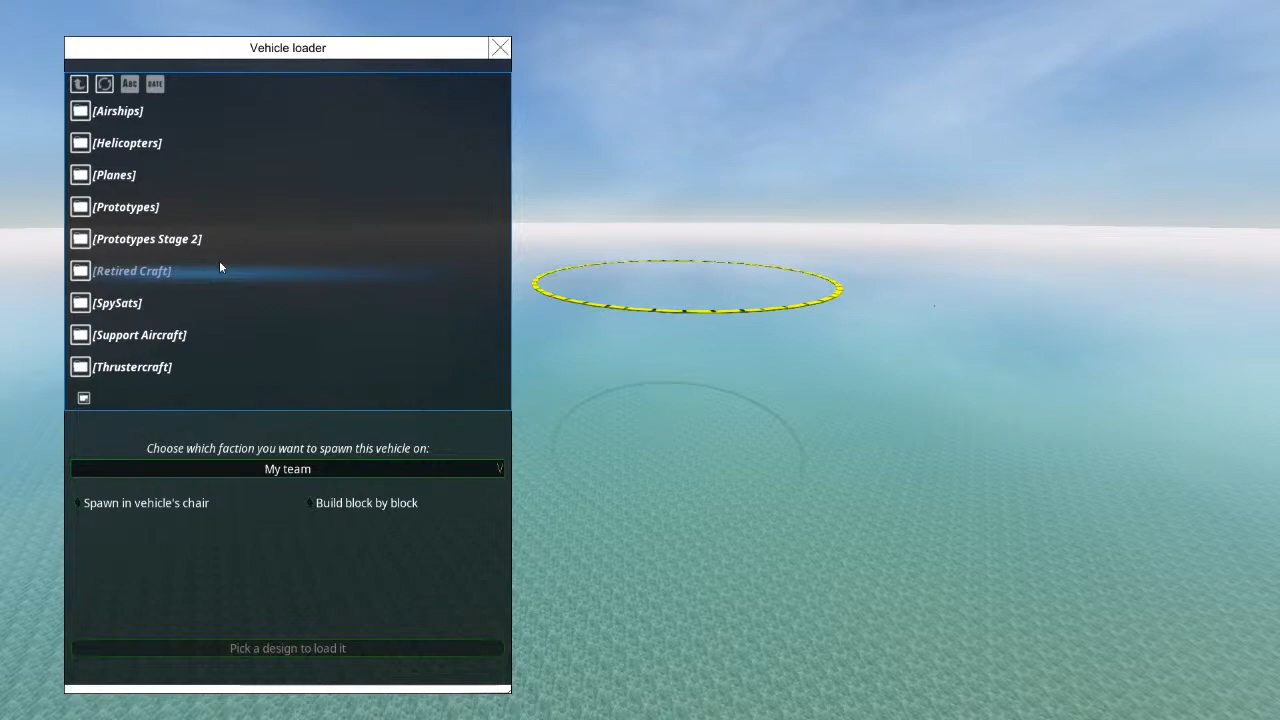 Vehicle loader
ABC DATE
[Airships]
[Helicopters]
[Planes]
[Prototypes]
[Prototypes Stage 2]
[Retired Craft]
[SpySats]
[Support Aircraft]
[Thrustercraft]
Choose which faction you want to spawn this vehicle on:
My team V
Spawn in vehicle's chair Build block by block
Pick a design to load it